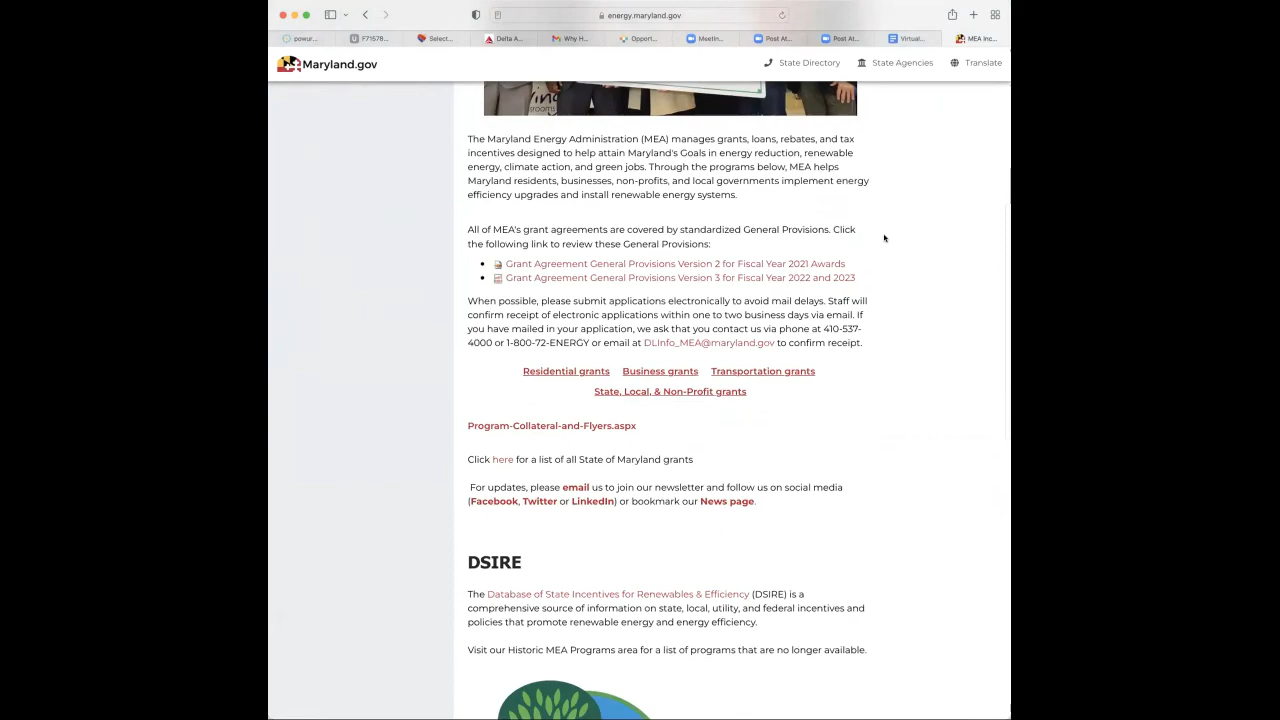 energy.maryland.gov
powur...
F71578...
Select...
Delta A...
Why H...
Opport...
Meetin...
Post At...
Post At...
Virtual...
MEA Inc...
Maryland.gov
State Directory
State Agencies
Translate
rooms
The Maryland Energy Administration (MEA) manages grants, loans, rebates, and tax
incentives designed to help attain Maryland's Goals in energy reduction, renewable
energy, climate action, and green jobs. Through the programs below, MEA helps
Maryland residents, businesses, non-profits, and local governments implement energy
efficiency upgrades and install renewable energy systems.
All of MEA's grant agreements are covered by standardized General Provisions. Click
the following link to review these General Provisions:
Grant Agreement General Provisions Version 2 for Fiscal Year 2021 Awards
Grant Agreement General Provisions Version 3 for Fiscal Year 2022 and 2023
When possible, please submit applications electronically to avoid mail delays. Staff will
confirm receipt of electronic applications within one to two business days via email. If
you have mailed in your application, we ask that you contact us via phone at 410-537-
4000 or 1-800-72-ENERGY or email at DLInfo_MEA@maryland.gov to confirm receipt.
Residential grants Business grants Transportation grants
State, Local, & Non-Profit grants
Program-Collateral-and-Flyers.aspx
Click here for a list of all State of Maryland grants
For updates, please email us to join our newsletter and follow us on social media
(Facebook, Twitter or LinkedIn) or bookmark our News page.
DSIRE
The Database of State Incentives for Renewables & Efficiency (DSIRE) is a
comprehensive source of information on state, local, utility, and federal incentives and
policies that promote renewable energy and energy efficiency.
Visit our Historic MEA Programs area for a list of programs that are no longer available.